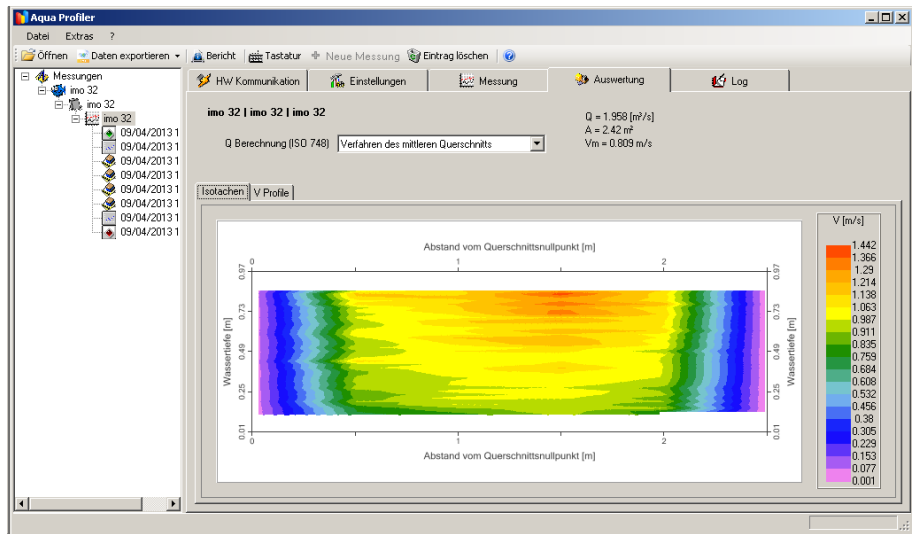 Aqua Profiler
Datei Extras ?
Öffnen Daten exportieren Bericht Tastatur Neue Messung Eintrag löschen
HW Kommunikation Einstellungen Messung Auswertung Log
Messungen
imo 32
imo 32
imo 32
09/04/2013 1
09/04/2013 1
09/04/2013 1
09/04/2013 1
09/04/2013 1
09/04/2013 1
09/04/2013 1
09/04/2013 1
imo 32 | imo 32 | imo 32
Q Berechnung (ISO 748) Verfahren des mittleren Querschnitts
Q = 1.958 [m³/s]
A = 2.42 m²
Vm = 0.809 m/s
Isotachen V Profile
Abstand vom Querschnittsnullpunkt [m]
0 1 2
0.97
0.73
0.49
0.25
0.01
Wassertiefe [m]
0.97
0.73
0.49
0.25
0.01
Wassertiefe [m]
0 1 2
Abstand vom Querschnittsnullpunkt [m]
V [m/s]
1.442
1.366
1.29
1.214
1.138
1.063
0.987
0.911
0.835
0.759
0.684
0.608
0.532
0.456
0.38
0.305
0.229
0.153
0.077
0.001